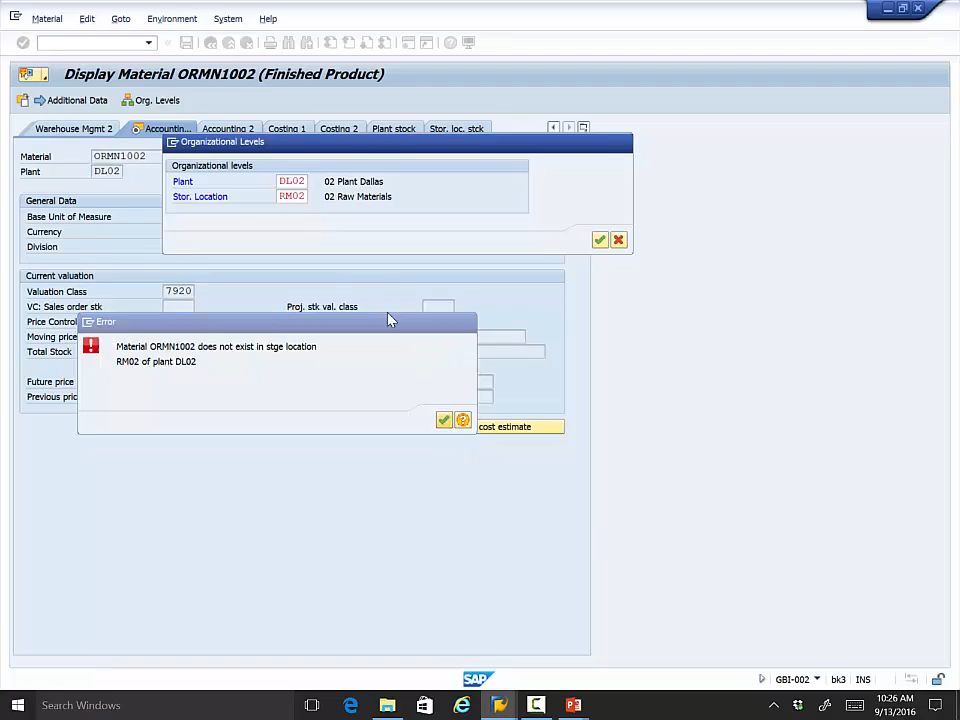 Material Edit Goto Environment System Help
Display Material ORMN1002 (Finished Product)
Additional Data Org. Levels
Warehouse Mgmt 2 Accountin... Accounting 2 Costing 1 Costing 2 Plant stock Stor. loc. stck
Material ORMN1002
Plant DL02
Organizational Levels
Organizational levels
Plant DL02 02 Plant Dallas
Stor. Location RM02 02 Raw Materials
General Data
Base Unit of Measure
Currency
Division
Current valuation
Valuation Class 7920
VC: Sales order stk Proj. stk val. class
Price Control
Moving price
Total Stock
Future price
Previous pric
cost estimate
Error
Material ORMN1002 does not exist in stge location
RM02 of plant DL02
SAP
GBI-002 bk3 INS
Search Windows
10:26 AM
9/13/2016